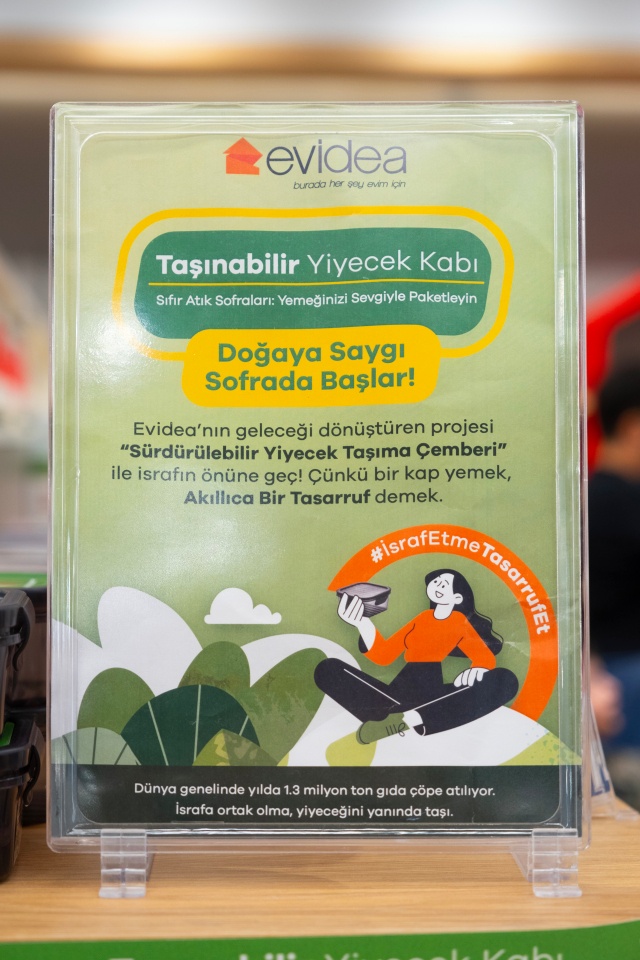 evidea
burada her şey evim için
Taşınabilir Yiyecek Kabı
Sıfır Atık Sofraları: Yemeğinizi Sevgiyle Paketleyin
Doğaya Saygı
Sofrada Başlar!
Evidea'nın geleceği dönüştüren projesi
"Sürdürülebilir Yiyecek Taşıma Çemberi"
ile israfın önüne geç! Çünkü bir kap yemek,
Akıllıca Bir Tasarruf demek.
#İsrafEtmeTasarrufEt
Dünya genelinde yılda 1.3 milyon ton gıda çöpe atılıyor.
İsrafa ortak olma, yiyeceğini yanında taşı.
Taşınabilir Yiyecek Kabı